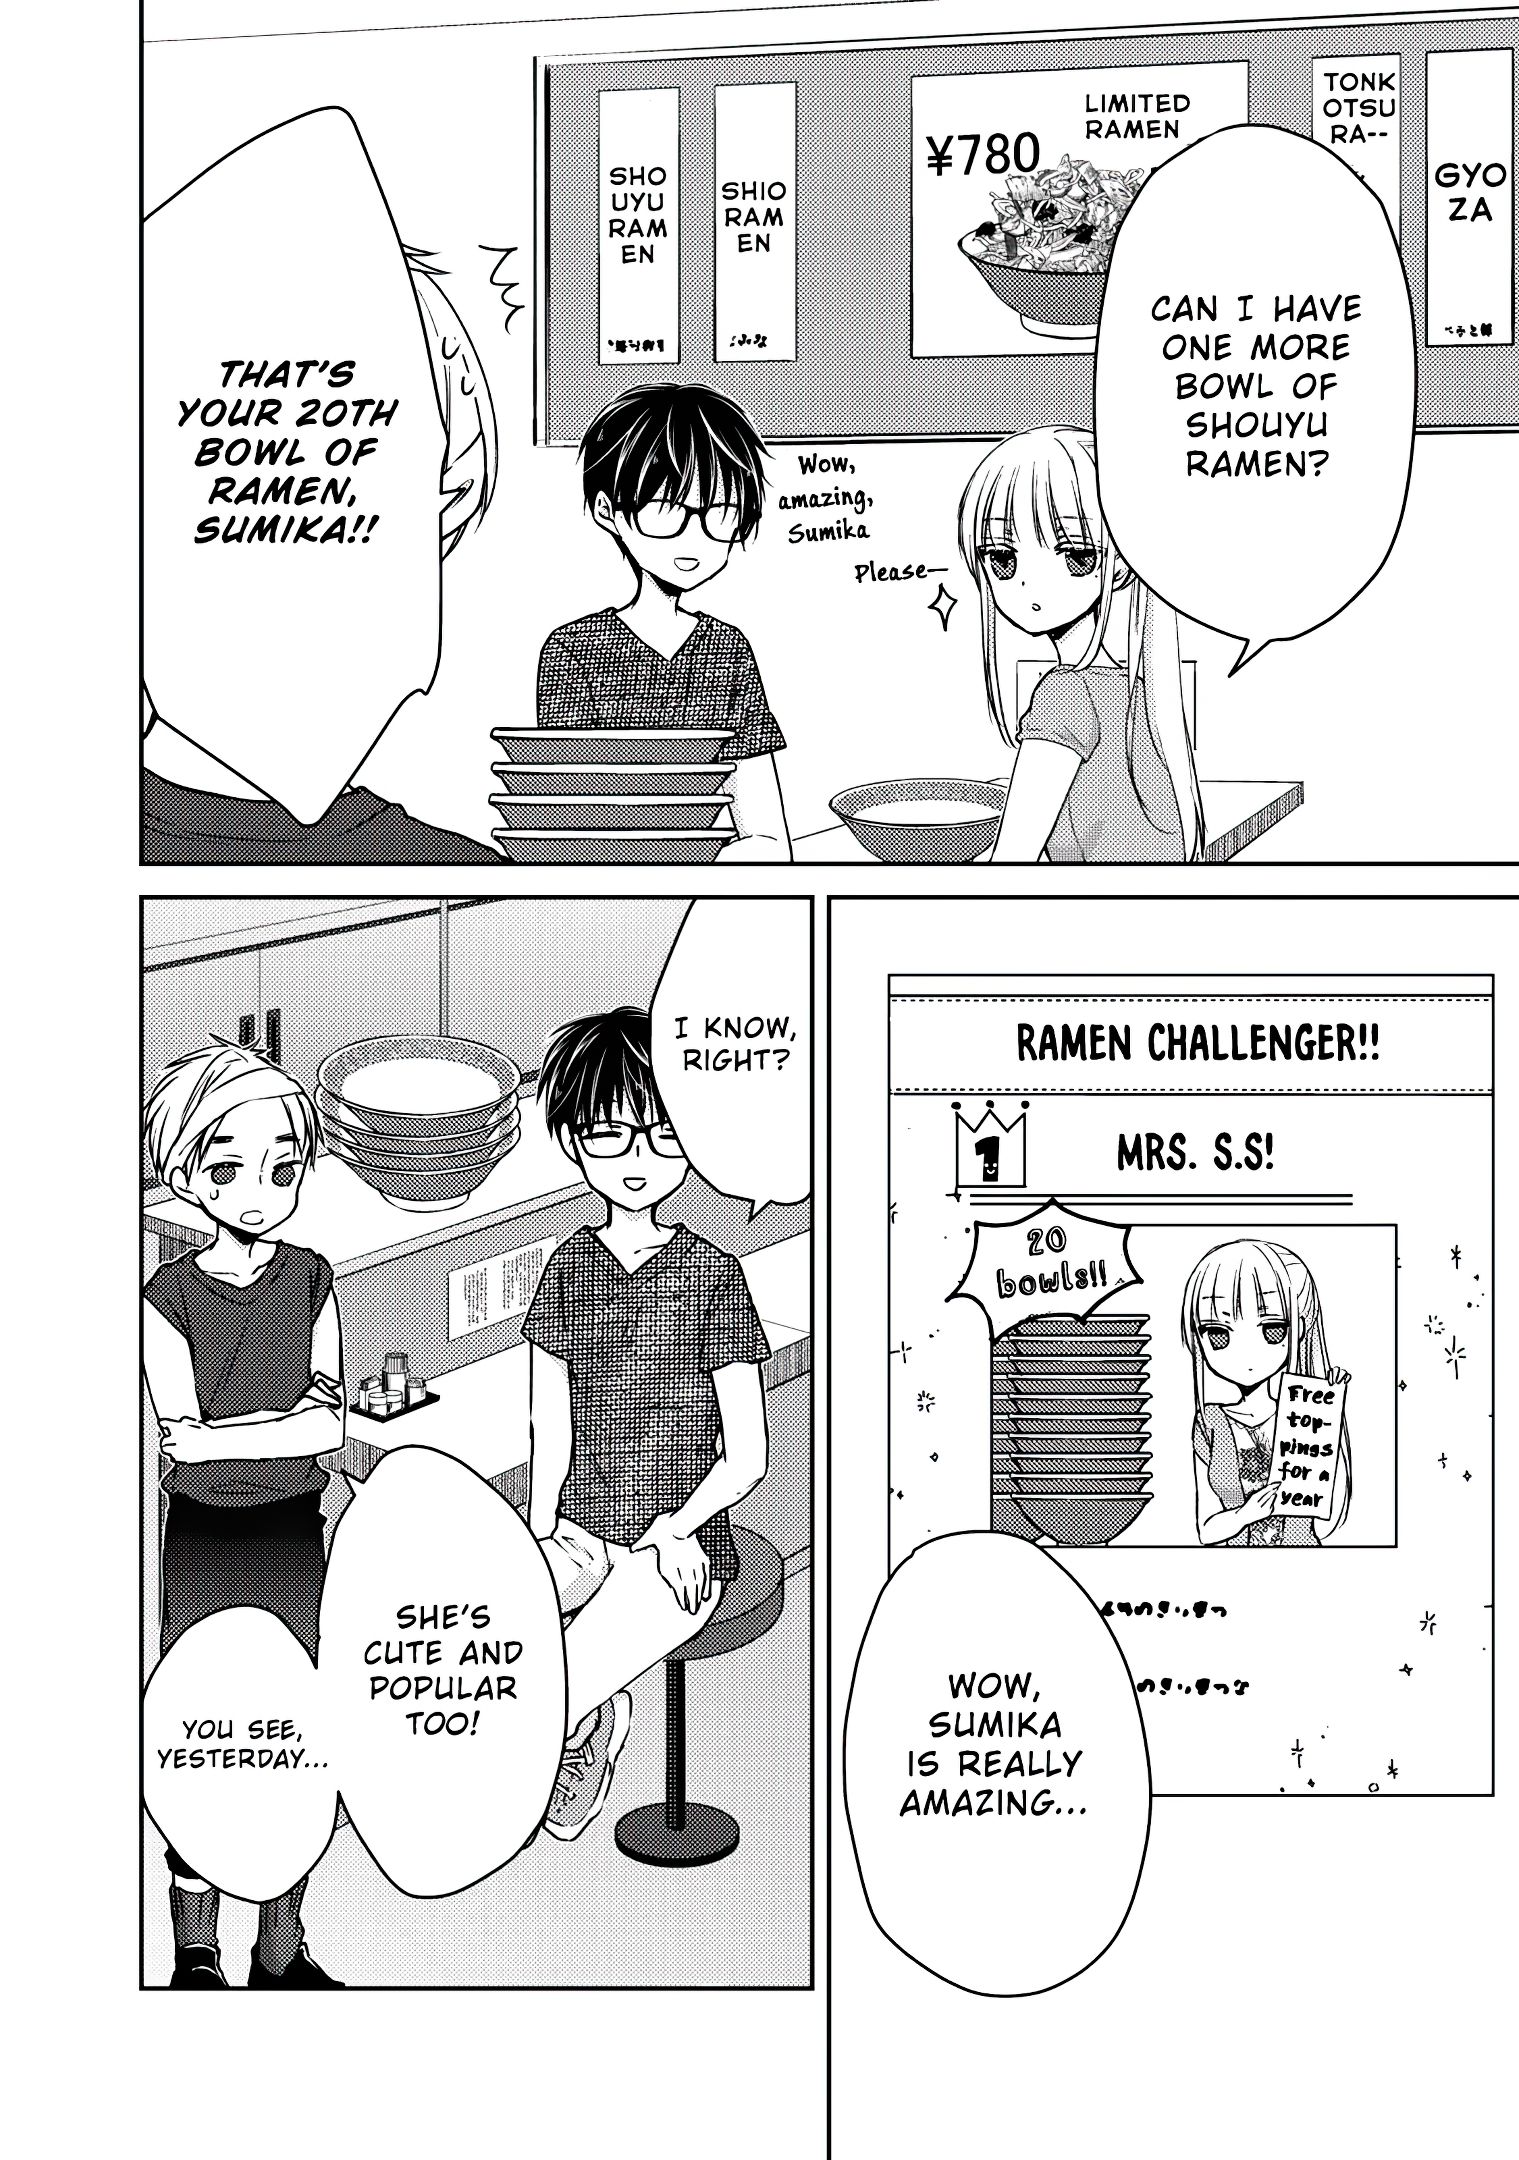 TONK
OTSU
RA--
GYO
ZA
LIMITED
RAMEN
¥780
SHIO
RAM
EN
SHO
UYU
RAM
EN
CAN I HAVE
ONE MORE
BOWL OF
SHOUYU
RAMEN?
Please—
Wow,
amazing,
Sumika
THAT'S
YOUR 20TH
BOWL OF
RAMEN,
SUMIKA!!
RAMEN CHALLENGER!!
1
MRS. S.S!
20
bowls!!
Free
top-
pings
for a
year
WOW,
SUMIKA
IS REALLY
AMAZING...
I KNOW,
RIGHT?
SHE'S
CUTE AND
POPULAR
TOO!
YOU SEE,
YESTERDAY...